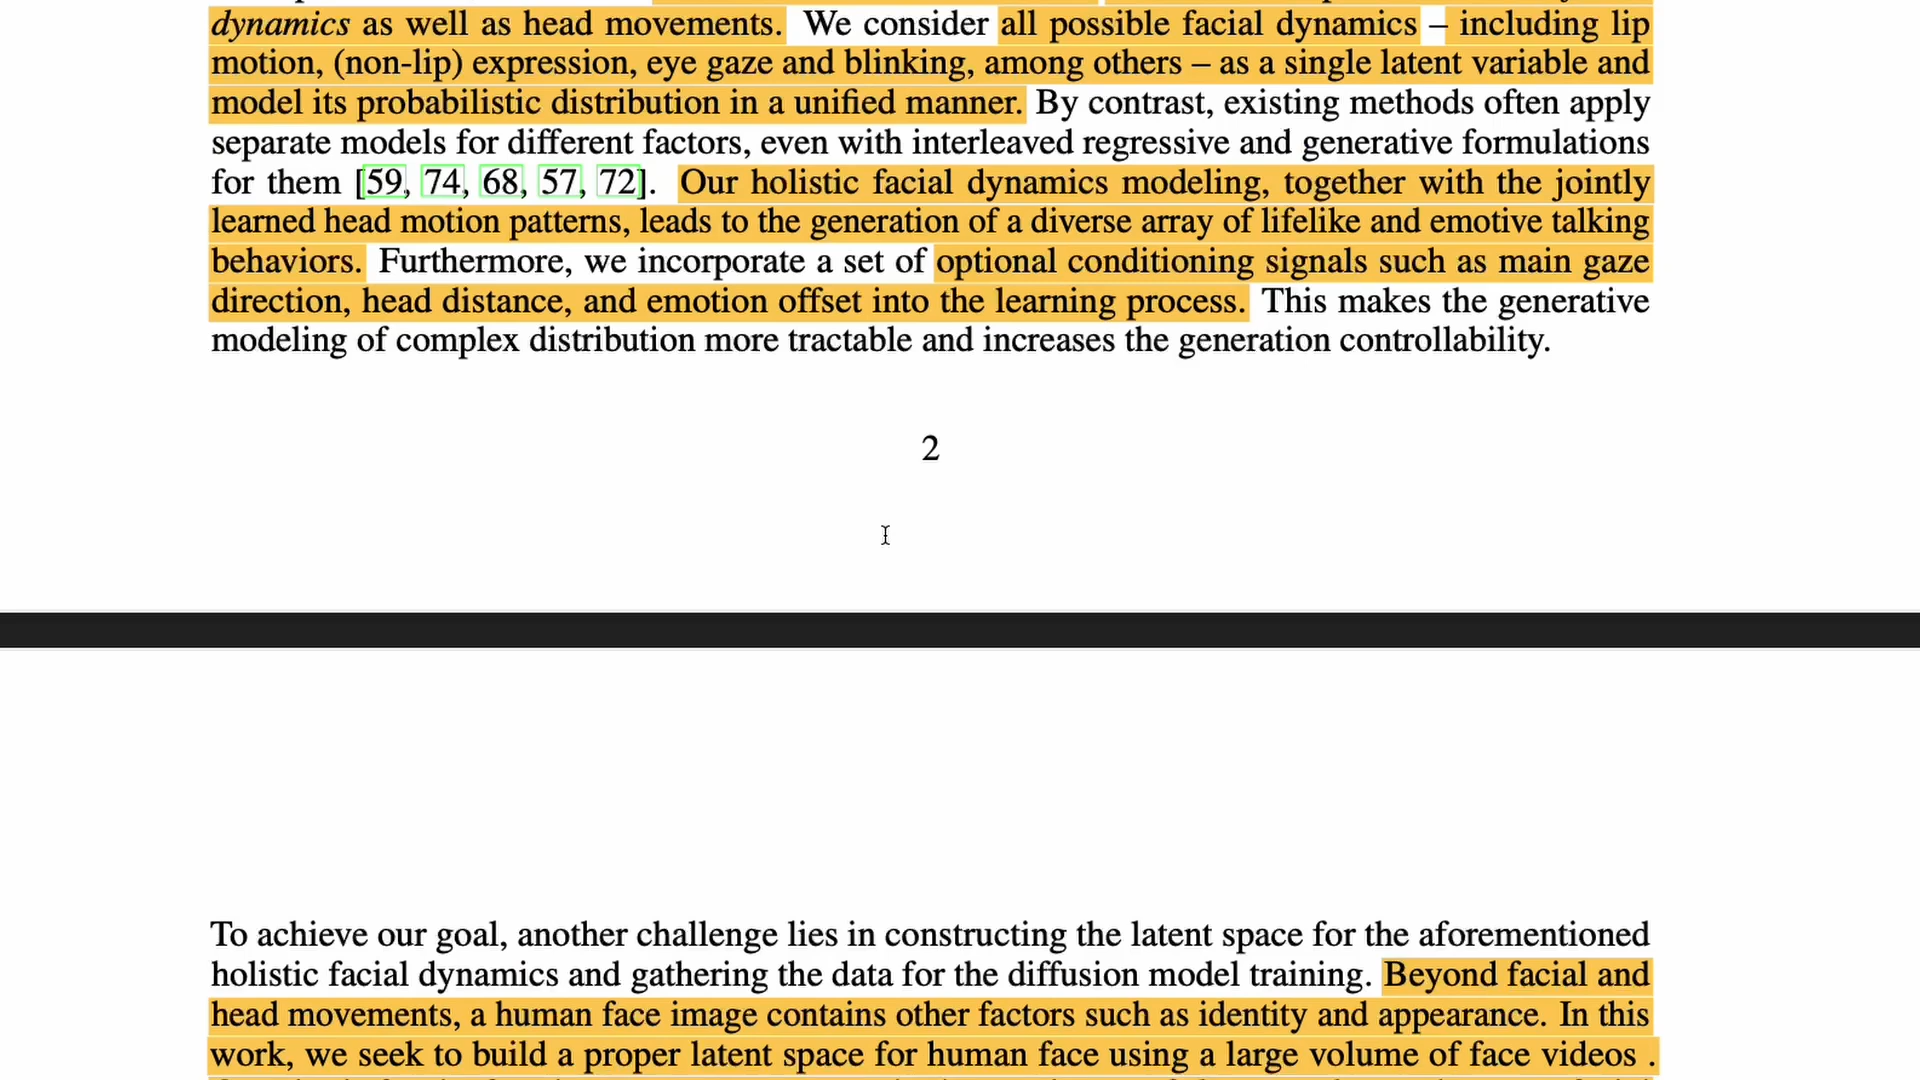 dynamics as well as head movements. We consider all possible facial dynamics – including lip
motion, (non-lip) expression, eye gaze and blinking, among others – as a single latent variable and
model its probabilistic distribution in a unified manner. By contrast, existing methods often apply
separate models for different factors, even with interleaved regressive and generative formulations
for them [59, 74, 68, 57, 72]. Our holistic facial dynamics modeling, together with the jointly
learned head motion patterns, leads to the generation of a diverse array of lifelike and emotive talking
behaviors. Furthermore, we incorporate a set of optional conditioning signals such as main gaze
direction, head distance, and emotion offset into the learning process. This makes the generative
modeling of complex distribution more tractable and increases the generation controllability.
2
To achieve our goal, another challenge lies in constructing the latent space for the aforementioned
holistic facial dynamics and gathering the data for the diffusion model training. Beyond facial and
head movements, a human face image contains other factors such as identity and appearance. In this
work, we seek to build a proper latent space for human face using a large volume of face videos .